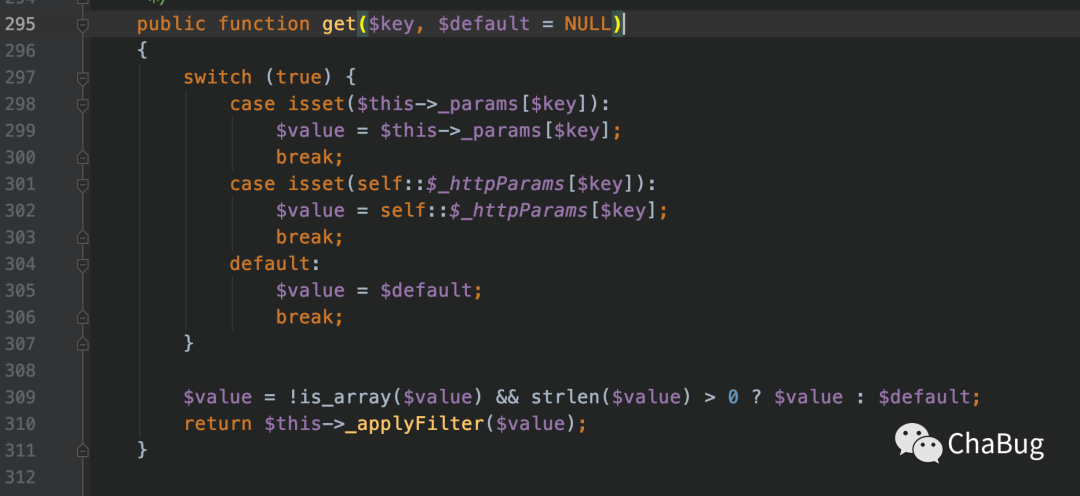 294 */
295 public function get($key, $default = NULL)
296 {
297 switch (true) {
298 case isset($this->_params[$key]):
299 $value = $this->_params[$key];
300 break;
301 case isset(self::$_httpParams[$key]):
302 $value = self::$_httpParams[$key];
303 break;
304 default:
305 $value = $default;
306 break;
307 }
308
309 $value = !is_array($value) && strlen($value) > 0 ? $value : $default;
310 return $this->_applyFilter($value);
311 }
312
ChaBug